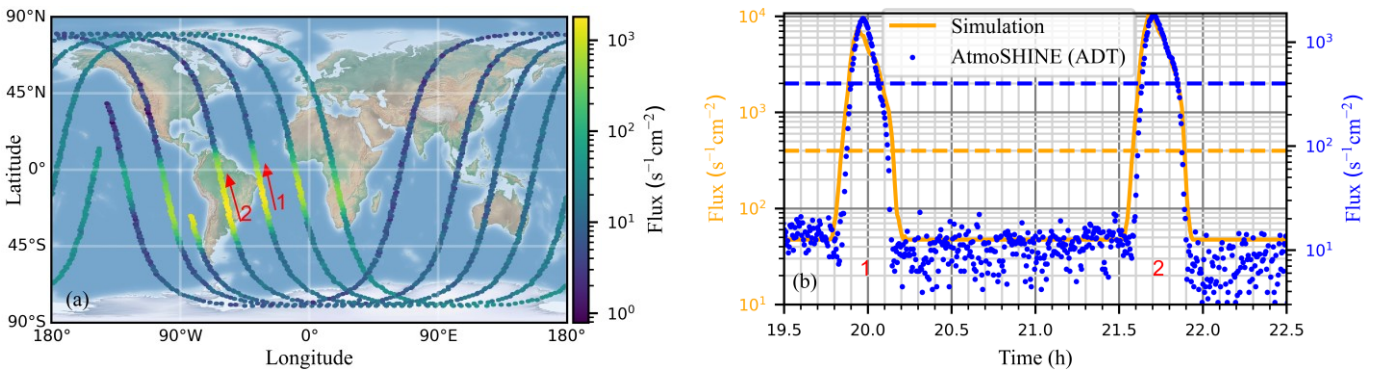 90°N
45°N
0°
45°S
90°S
Latitude
(a)
1
2
180°
90°W
0°
90°E
180°
Longitude
10³
10²
10¹
10⁰
Flux (s⁻¹cm⁻²)
10⁴
10³
10²
10¹
Flux (s⁻¹cm⁻²)
Simulation
AtmoSHINE (ADT)
(b)
1
2
10³
10²
10¹
Flux (s⁻¹cm⁻²)
19.5
20.0
20.5
21.0
21.5
22.0
22.5
Time (h)